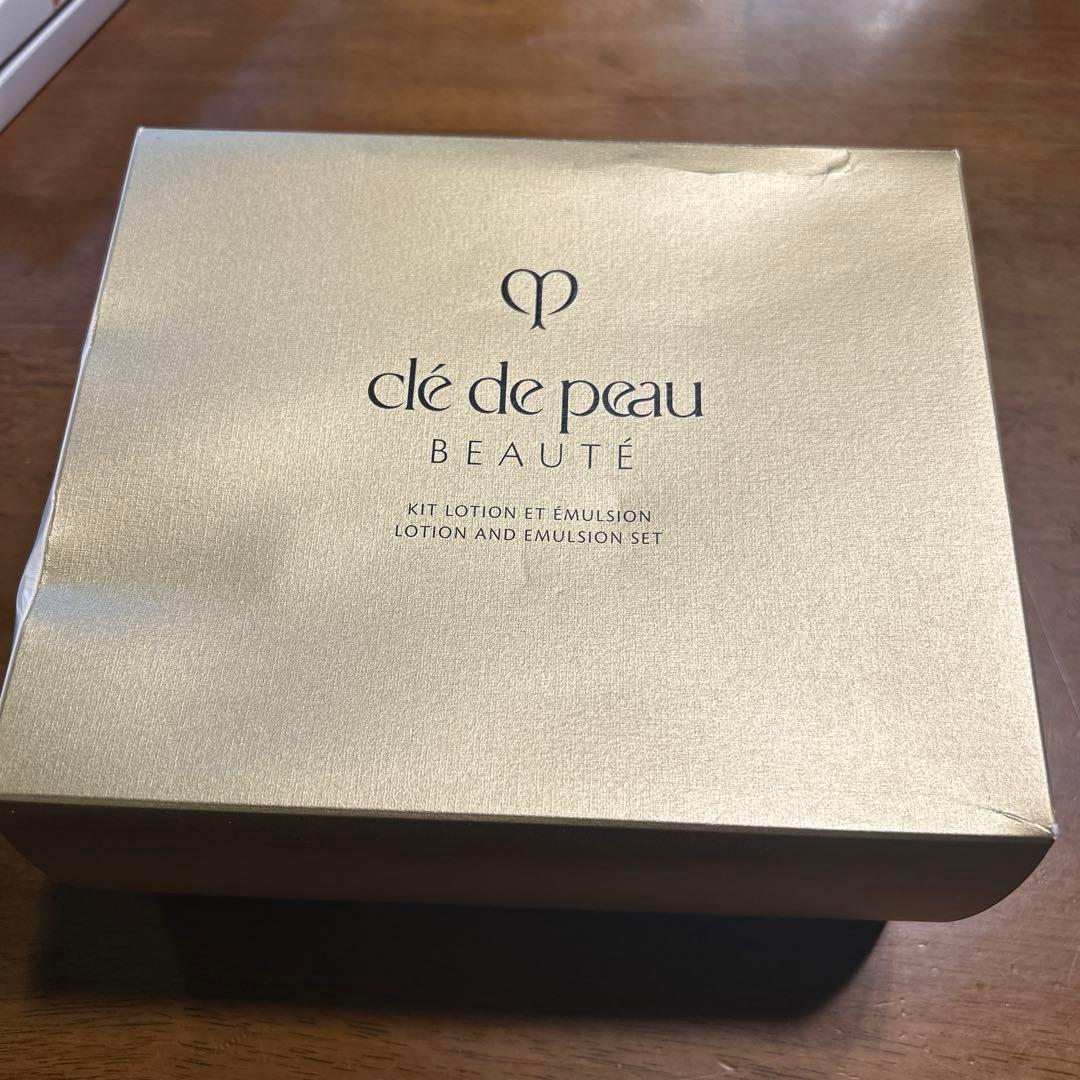 clé de peau
BEAUTÉ
KIT LOTION ET ÉMULSION
LOTION AND EMULSION SET